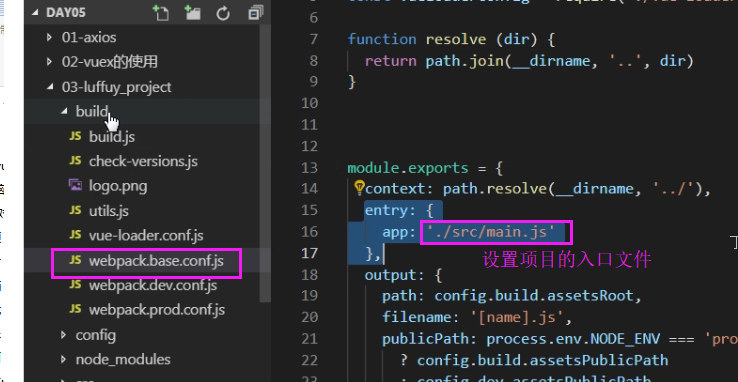 DAY05
01-axios
02-vuex的使用
03-luffuy_project
build
JS build.js
JS check-versions.js
logo.png
JS utils.js
JS vue-loader.conf.js
JS webpack.base.conf.js
JS webpack.dev.conf.js
JS webpack.prod.conf.js
config
node_modules
6
7 function resolve (dir) {
8 return path.join(__dirname, '..', dir)
9 }
10
11
12
13 module.exports = {
14 context: path.resolve(__dirname, '../'),
15 entry: {
16 app: './src/main.js'
17 },
设置项目的入口文件
18 output: {
19 path: config.build.assetsRoot,
20 filename: '[name].js',
21 publicPath: process.env.NODE_ENV === 'pro
22 ? config.build.assetsPublicPath
23 : config.dev.assetsPublicPath